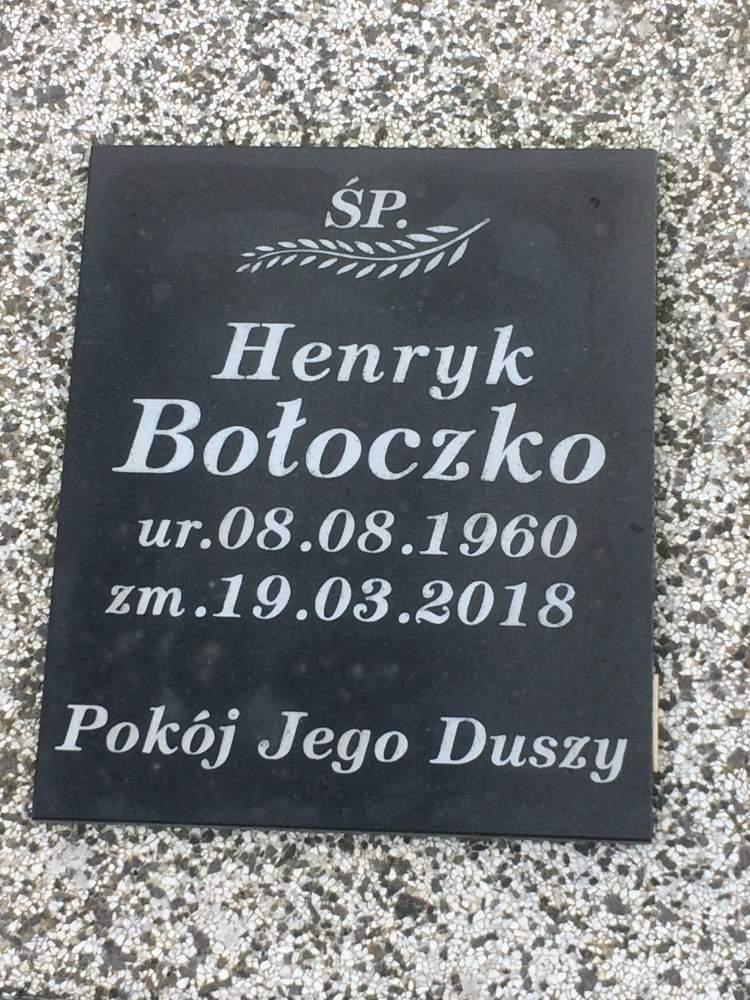 ŚP.
Henryk
Bołoczko
ur.08.08.1960
zm.19.03.2018
Pokój Jego Duszy